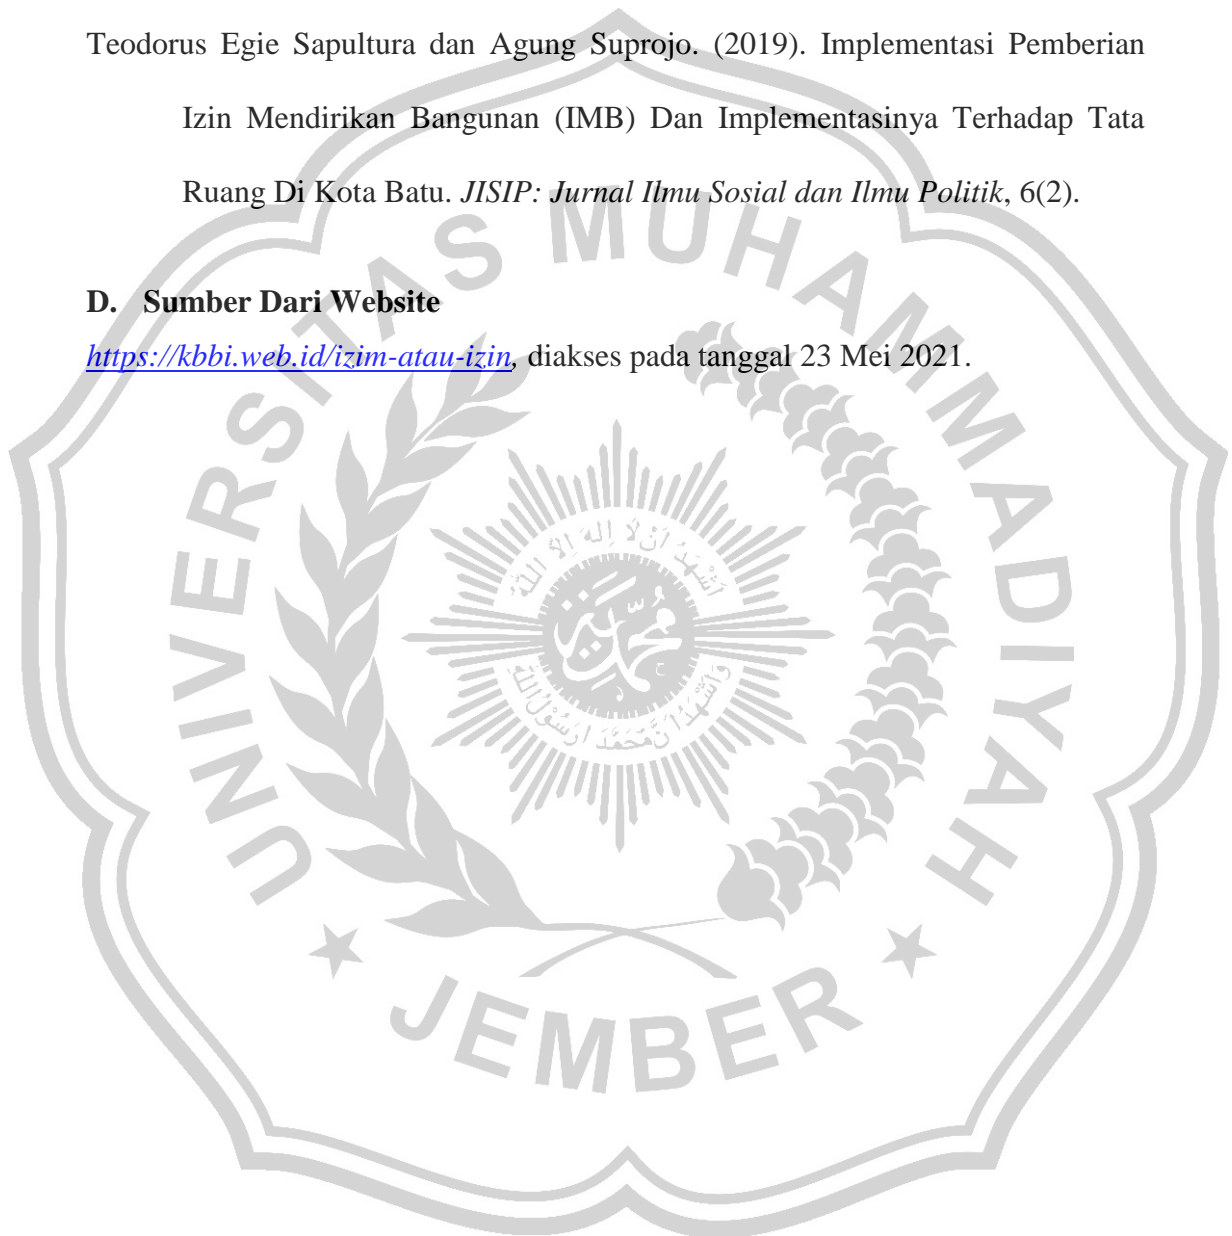 Teodorus Egie Sapultura dan Agung Suprojo. (2019). Implementasi Pemberian
Izin Mendirikan Bangunan (IMB) Dan Implementasinya Terhadap Tata
Ruang Di Kota Batu. JISIP: Jurnal Ilmu Sosial dan Ilmu Politik, 6(2).
D. Sumber Dari Website
https://kbbi.web.id/izim-atau-izin, diakses pada tanggal 23 Mei 2021.
UNIVERSITAS MUHAMMADIYAH
JEMBER